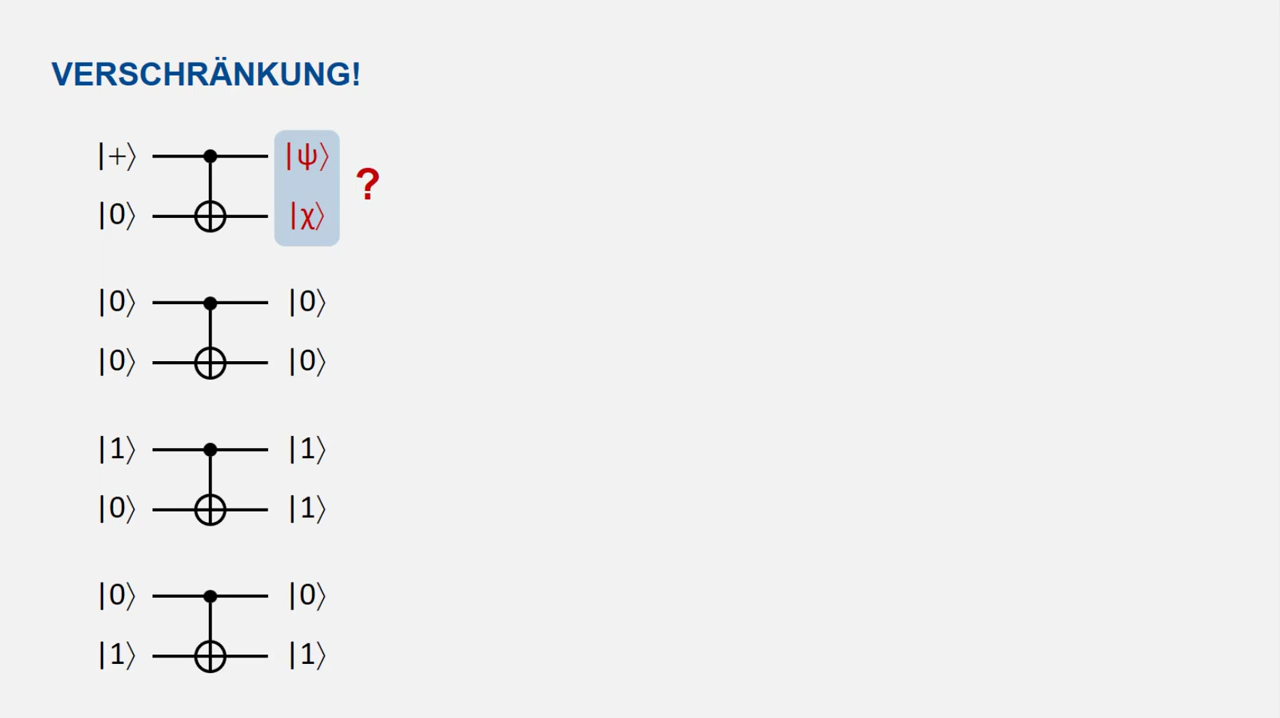 VERSCHRÄNKUNG!
|+⟩ |ψ⟩
?
|0⟩ |χ⟩
|0⟩ |0⟩
|0⟩ |0⟩
|1⟩ |1⟩
|0⟩ |1⟩
|0⟩ |0⟩
|1⟩ |1⟩